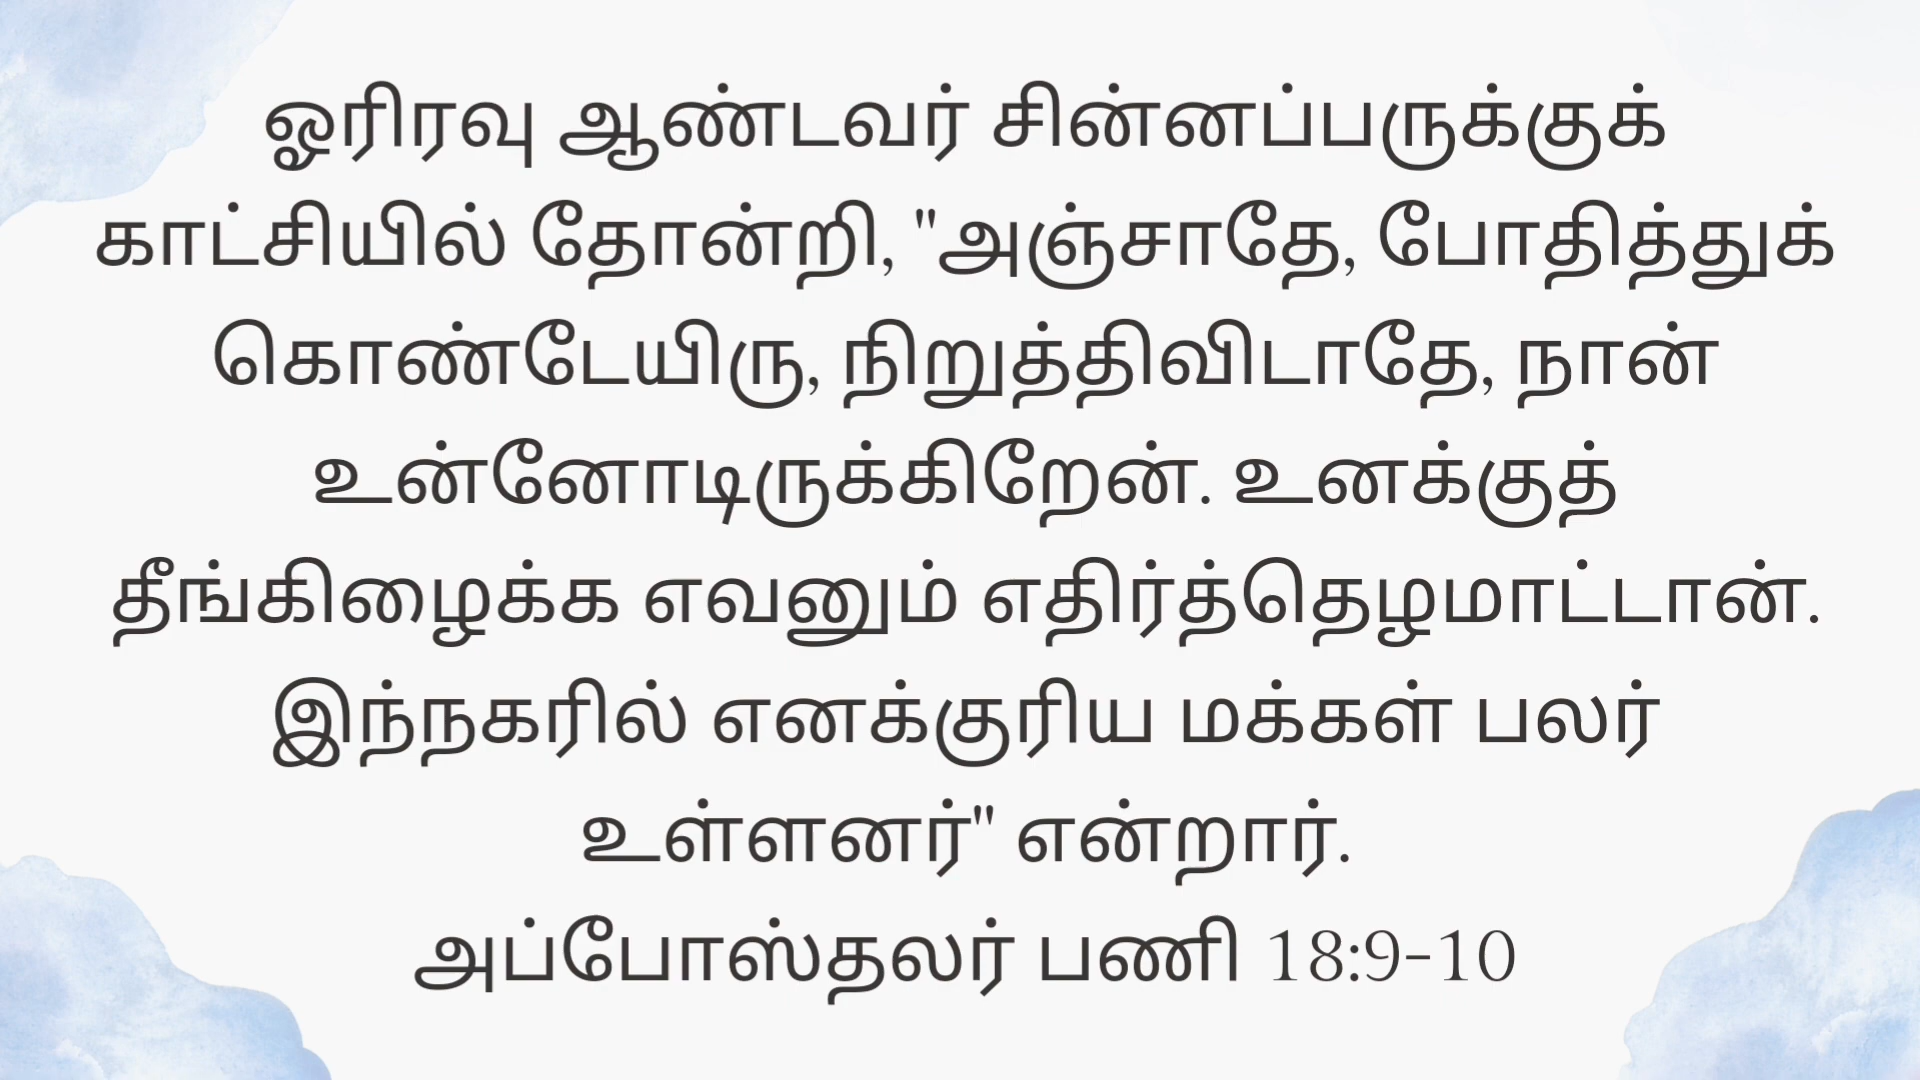 ஓரிரவு ஆண்டவர் சின்னப்பருக்குக்
காட்சியில் தோன்றி, "அஞ்சாதே, போதித்துக்
கொண்டேயிரு, நிறுத்திவிடாதே, நான்
உன்னோடிருக்கிறேன். உனக்குத்
தீங்கிழைக்க எவனும் எதிர்த்தெழமாட்டான்.
இந்நகரில் எனக்குரிய மக்கள் பலர்
உள்ளனர்" என்றார்.
அப்போஸ்தலர் பணி 18:9-10